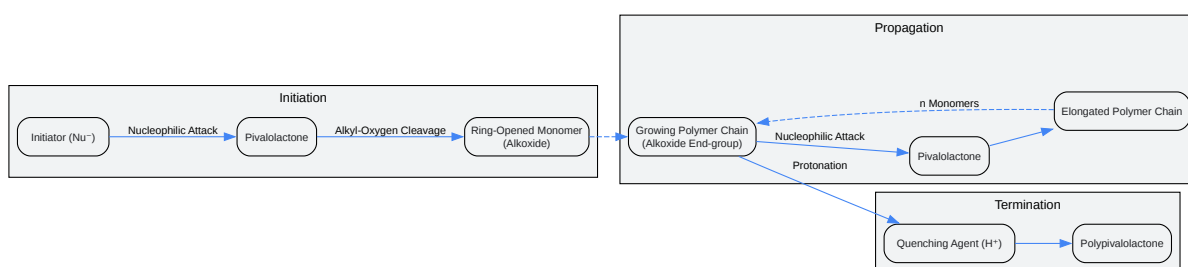 Initiation
Initiator (Nu⁻)
Nucleophilic Attack
Pivalolactone
Alkyl-Oxygen Cleavage
Ring-Opened Monomer
(Alkoxide)
Propagation
Growing Polymer Chain
(Alkoxide End-group)
Nucleophilic Attack
Pivalolactone
Elongated Polymer Chain
n Monomers
Protonation
Termination
Quenching Agent (H⁺)
Polypivalolactone